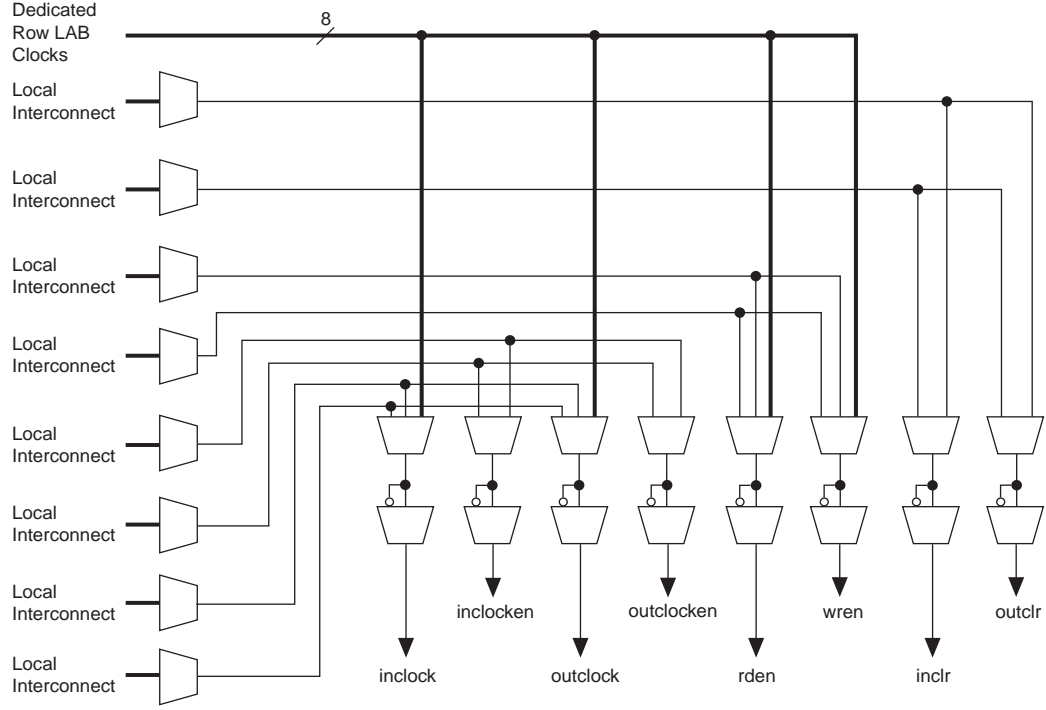 Dedicated
Row LAB
Clocks
8
Local
Interconnect
Local
Interconnect
Local
Interconnect
Local
Interconnect
Local
Interconnect
Local
Interconnect
Local
Interconnect
Local
Interconnect
inclocken
outclocken
wren
outclr
inclock
outclock
rden
inclr